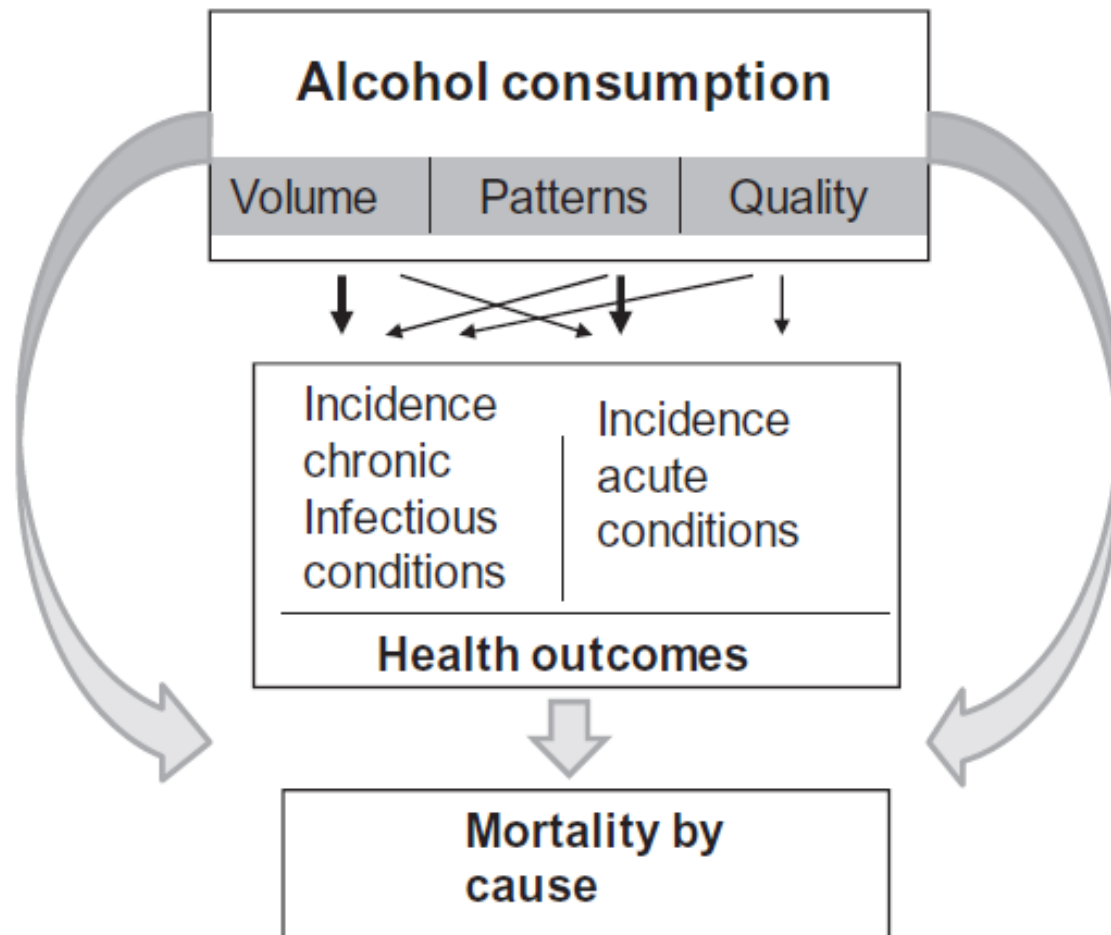 Alcohol consumption
Volume Patterns Quality
Incidence
chronic
Infectious
conditions
Incidence
acute
conditions
Health outcomes
Mortality by
cause